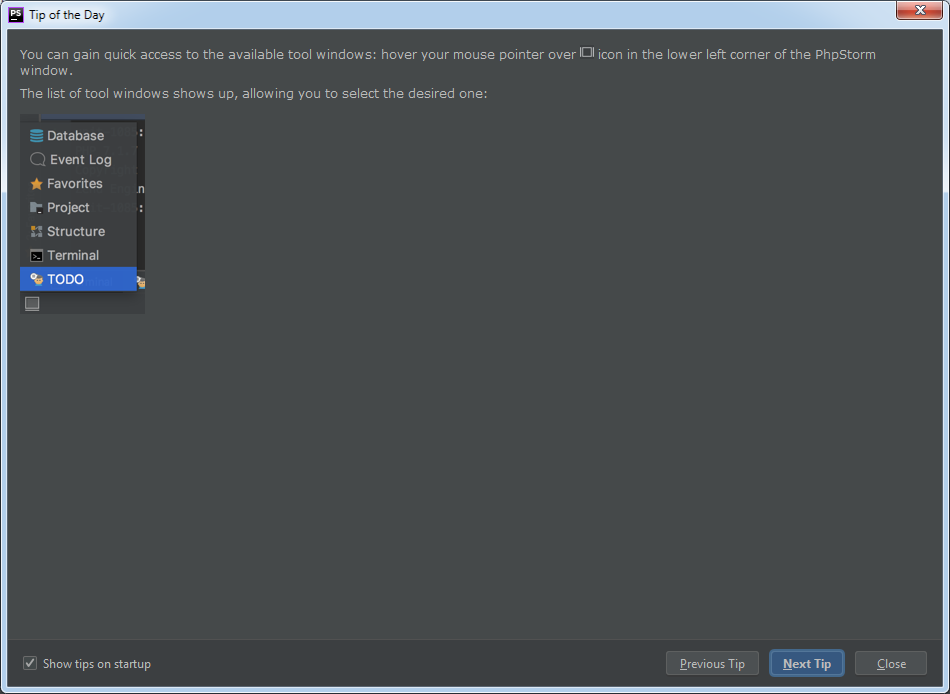 PS Tip of the Day
You can gain quick access to the available tool windows: hover your mouse pointer over icon in the lower left corner of the PhpStorm
window.
The list of tool windows shows up, allowing you to select the desired one:
Database
Event Log
Favorites
Project
Structure
Terminal
TODO
Show tips on startup
Previous Tip
Next Tip
Close